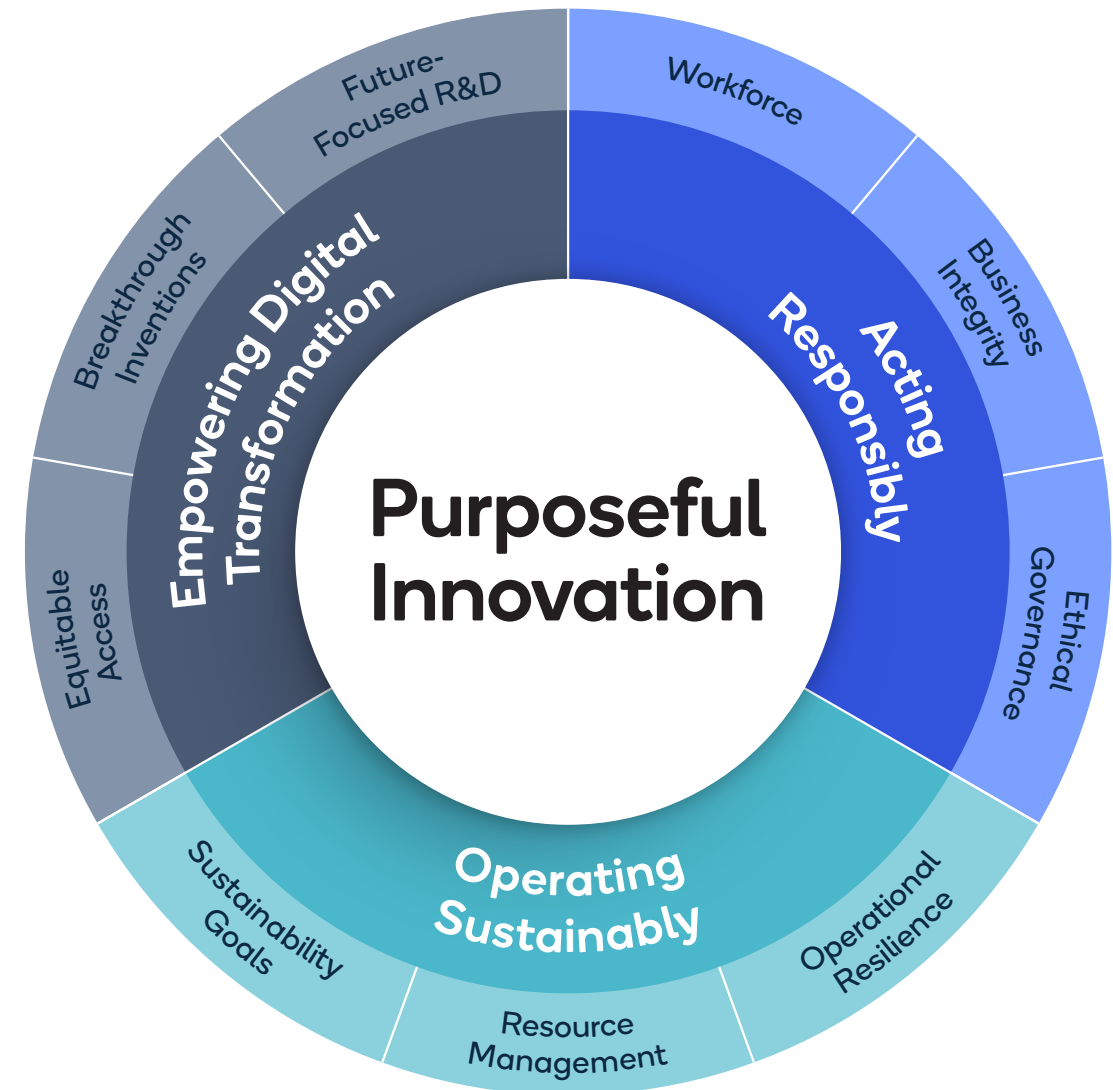 Purposeful
Innovation
Empowering Digital
Transformation
Future-
Focused R&D
Breakthrough
Inventions
Equitable
Access
Acting
Responsibly
Workforce
Business
Integrity
Ethical
Governance
Operating
Sustainably
Sustainability
Goals
Resource
Management
Operational
Resilience